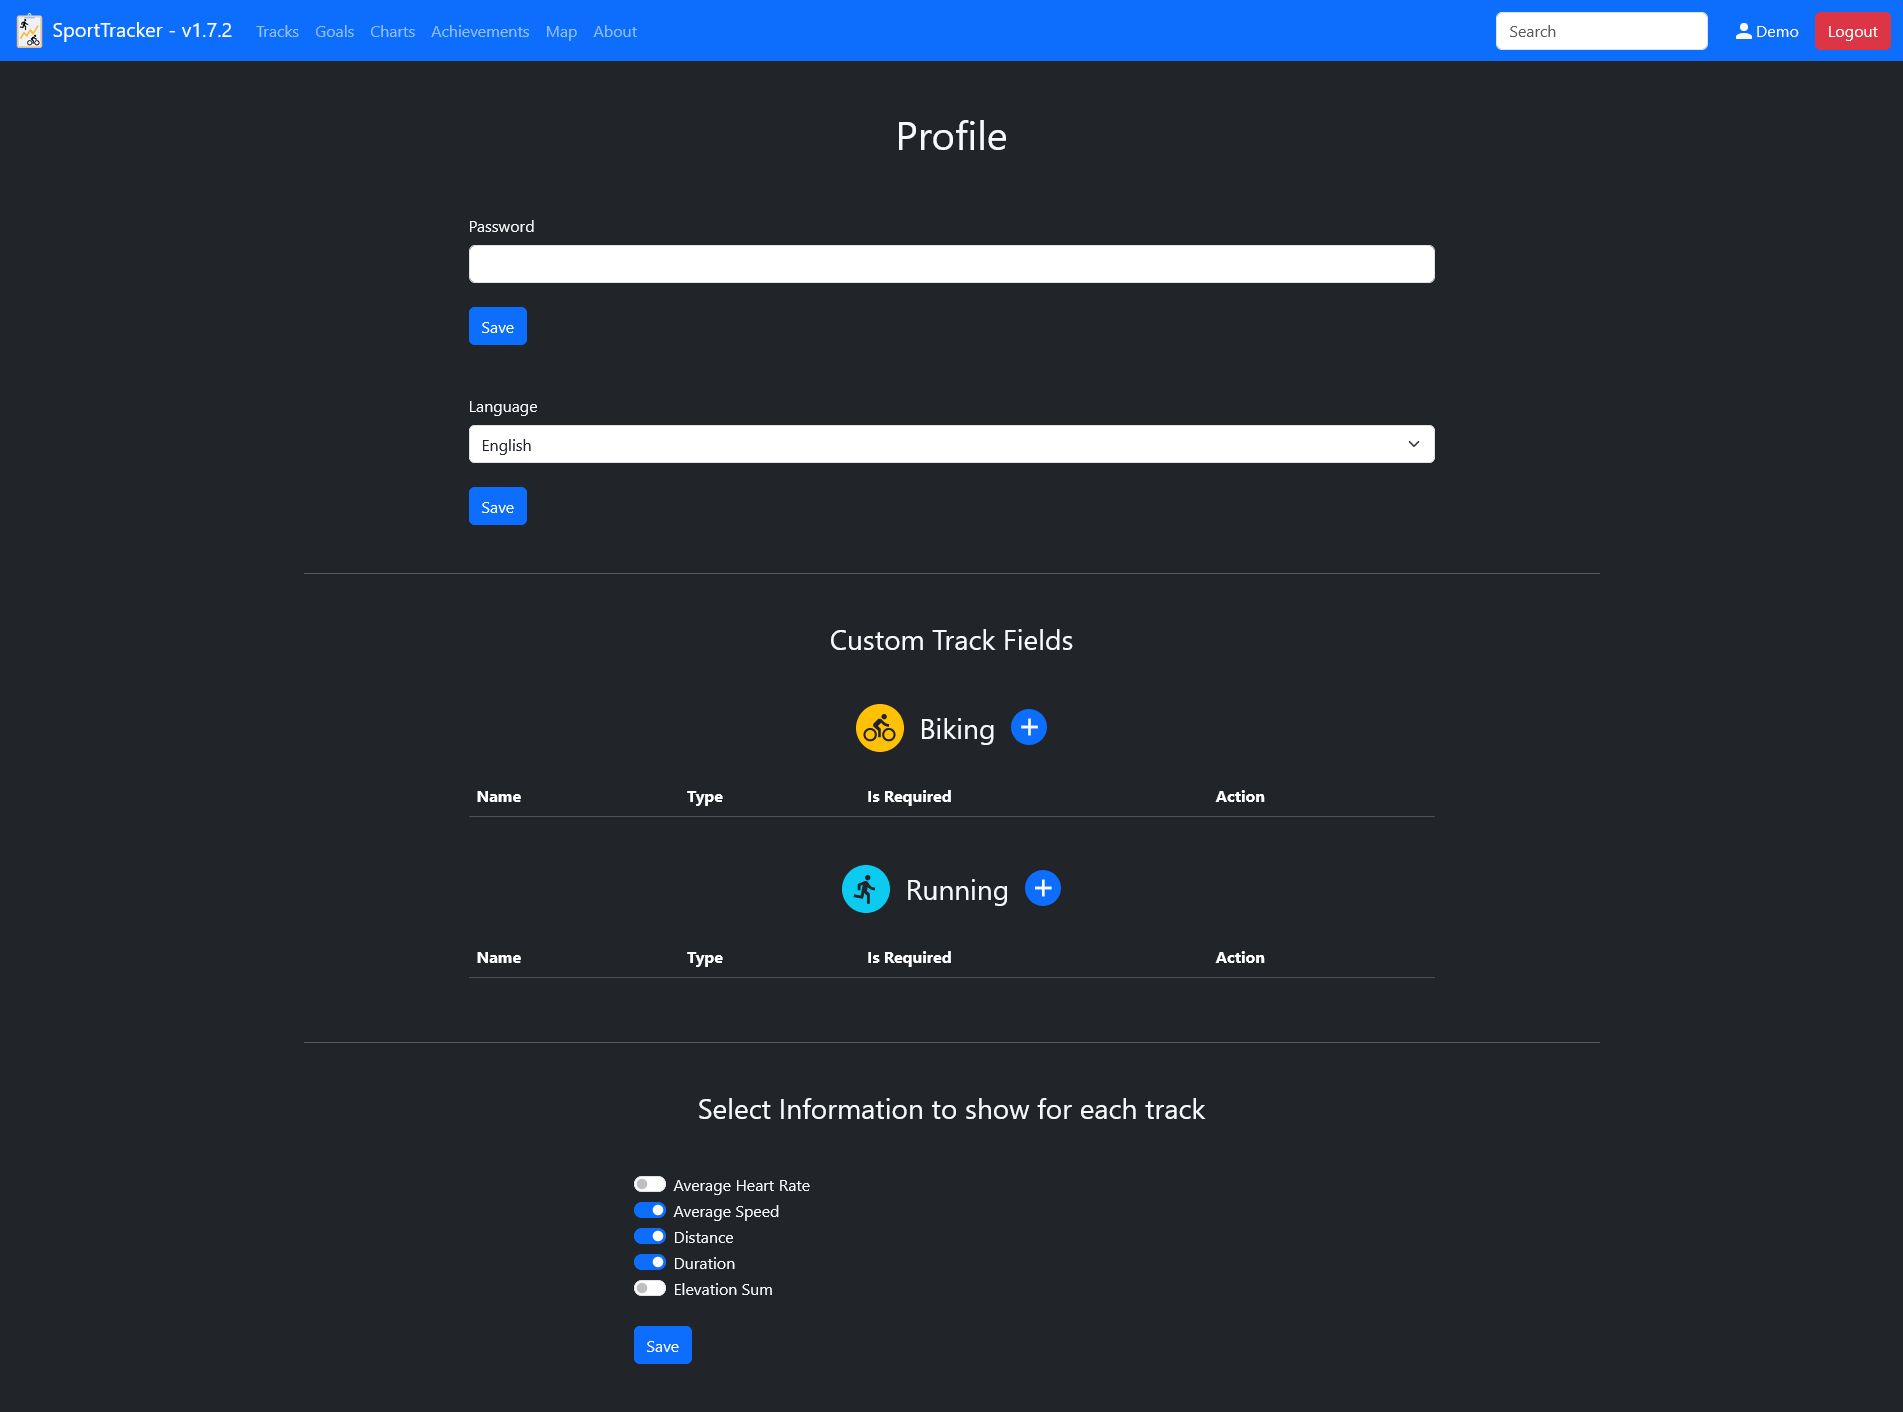 SportTracker - v1.7.2 Tracks Goals Charts Achievements Map About Search Demo Logout
Profile
Password
Save
Language
English
Save
Custom Track Fields
Biking
Name Type Is Required Action
Running
Name Type Is Required Action
Select Information to show for each track
Average Heart Rate
Average Speed
Distance
Duration
Elevation Sum
Save